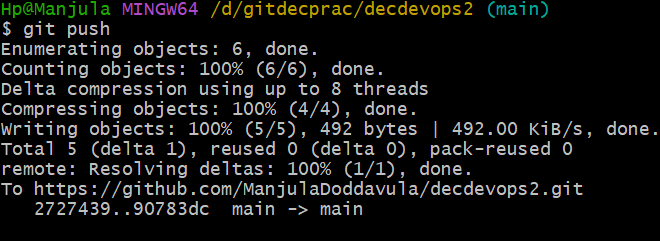 Hp@Manjula MINGW64 /d/gitdecprac/decdevops2 (main)
$ git push
Enumerating objects: 6, done.
Counting objects: 100% (6/6), done.
Delta compression using up to 8 threads
Compressing objects: 100% (4/4), done.
Writing objects: 100% (5/5), 492 bytes | 492.00 KiB/s, done.
Total 5 (delta 1), reused 0 (delta 0), pack-reused 0
remote: Resolving deltas: 100% (1/1), done.
To https://github.com/ManjulaDoddavula/decdevops2.git
   2727439..90783dc  main -> main